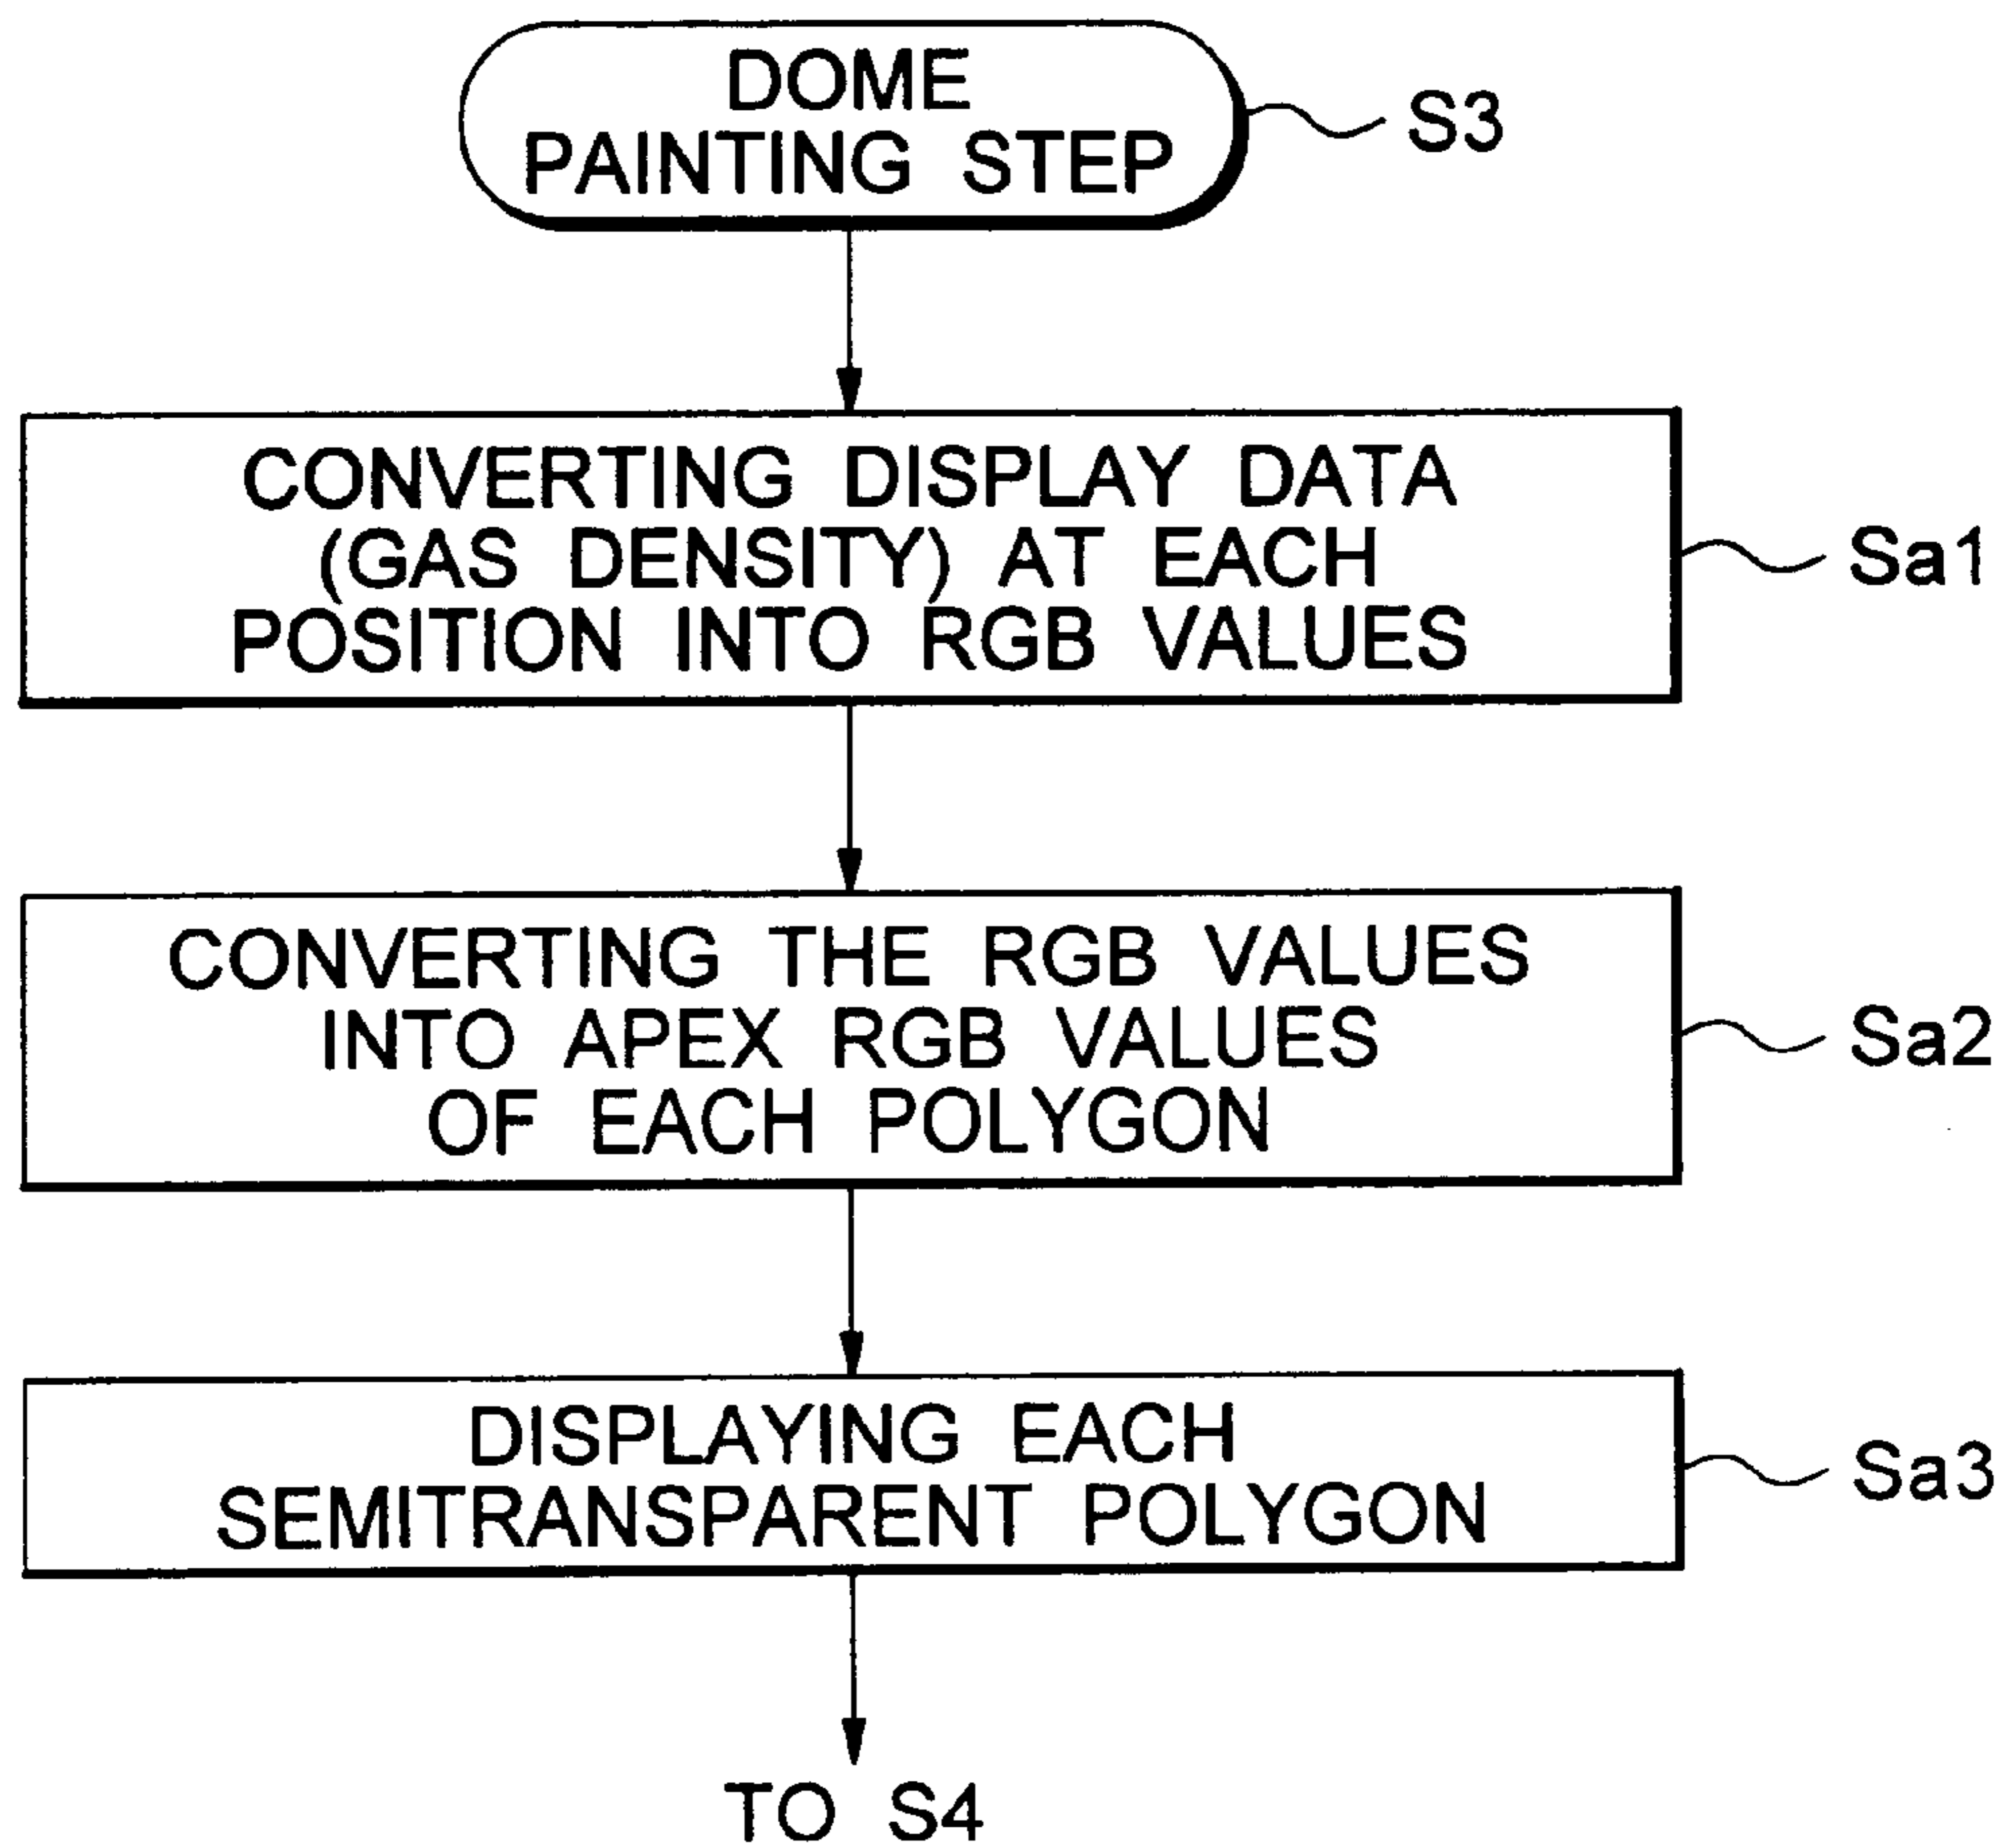 DOME
PAINTING STEP
S3
CONVERTING DISPLAY DATA
(GAS DENSITY) AT EACH
POSITION INTO RGB VALUES
Sa1
CONVERTING THE RGB VALUES
INTO APEX RGB VALUES
OF EACH POLYGON
Sa2
DISPLAYING EACH
SEMITRANSPARENT POLYGON
Sa3
TO S4